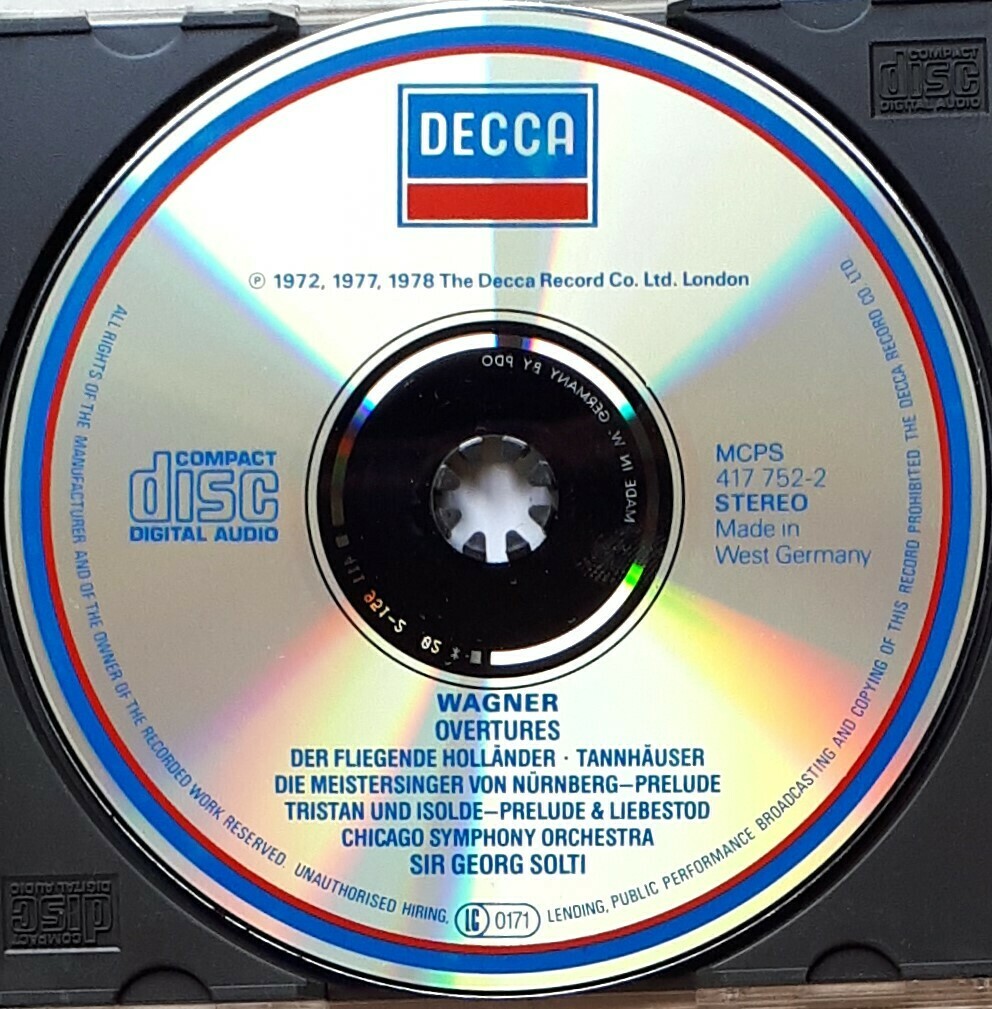 COMPACT
disc
DIGITAL AUDIO
DECCA
℗ 1972, 1977, 1978 The Decca Record Co. Ltd. London
ALL RIGHTS OF THE MANUFACTURER AND OF THE OWNER OF THE RECORDED WORK RESERVED. UNAUTHORISED HIRING, LENDING, PUBLIC PERFORMANCE BROADCASTING AND COPYING OF THIS RECORD PROHIBITED THE DECCA RECORD CO. LTD.
MADE IN W. GERMANY BY PDO
COMPACT
disc
DIGITAL AUDIO
MCPS
417 752-2
STEREO
Made in
West Germany
WAGNER
OVERTURES
DER FLIEGENDE HOLLÄNDER · TANNHÄUSER
DIE MEISTERSINGER VON NÜRNBERG–PRELUDE
TRISTAN UND ISOLDE–PRELUDE & LIEBESTOD
CHICAGO SYMPHONY ORCHESTRA
SIR GEORG SOLTI
LC 0171
COMPACT
disc
DIGITAL AUDIO